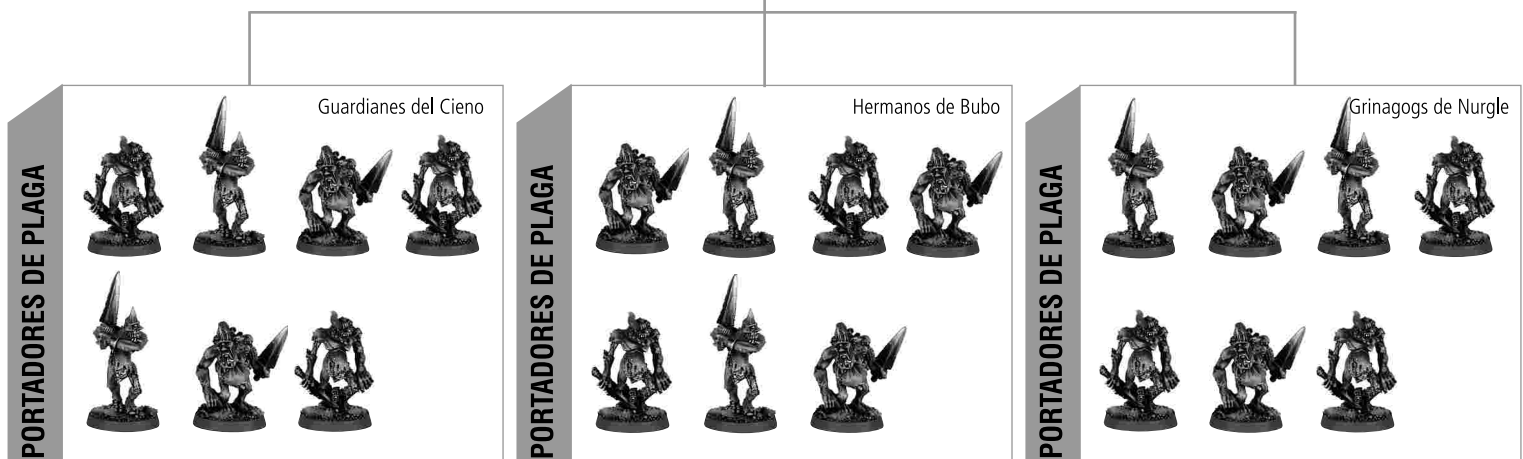 PORTADORES DE PLAGA
Guardianes del Cieno
PORTADORES DE PLAGA
Hermanos de Bubo
PORTADORES DE PLAGA
Grinagogs de Nurgle